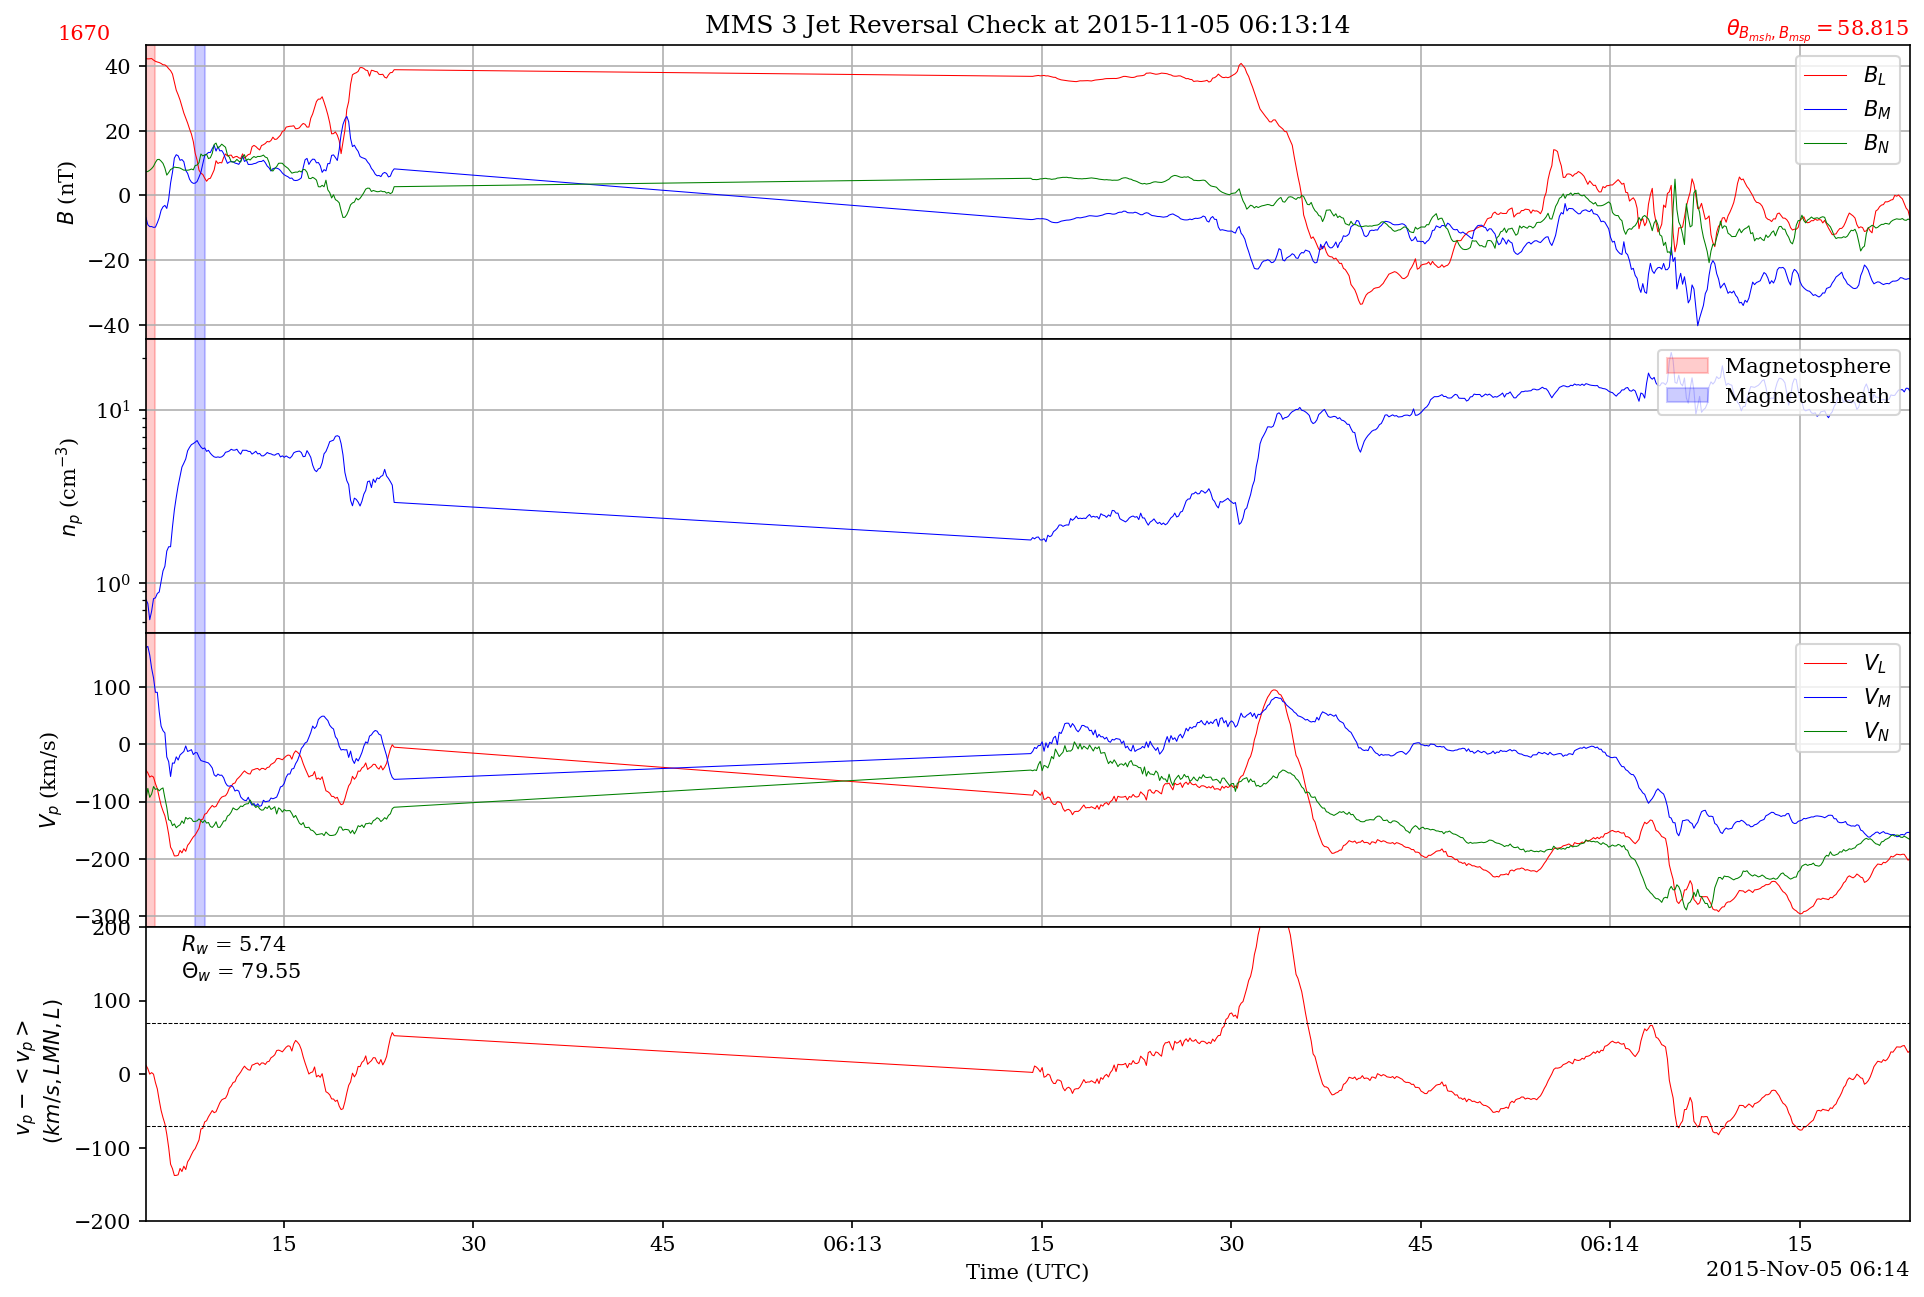 MMS 3 Jet Reversal Check at 2015-11-05 06:13:14
1670
θ_{B_{msh}, B_{msp}} = 58.815
40
20
0
−20
−40
B (nT)
B_L
B_M
B_N
10^1
10^0
n_p (cm^{−3})
Magnetosphere
Magnetosheath
100
0
−100
−200
−300
V_p (km/s)
V_L
V_M
V_N
200
100
0
−100
−200
v_p − < v_p >
(km/s, LMN, L)
R_w = 5.74
Θ_w = 79.55
15 30 45 06:13 15 30 45 06:14 15
Time (UTC)
2015-Nov-05 06:14